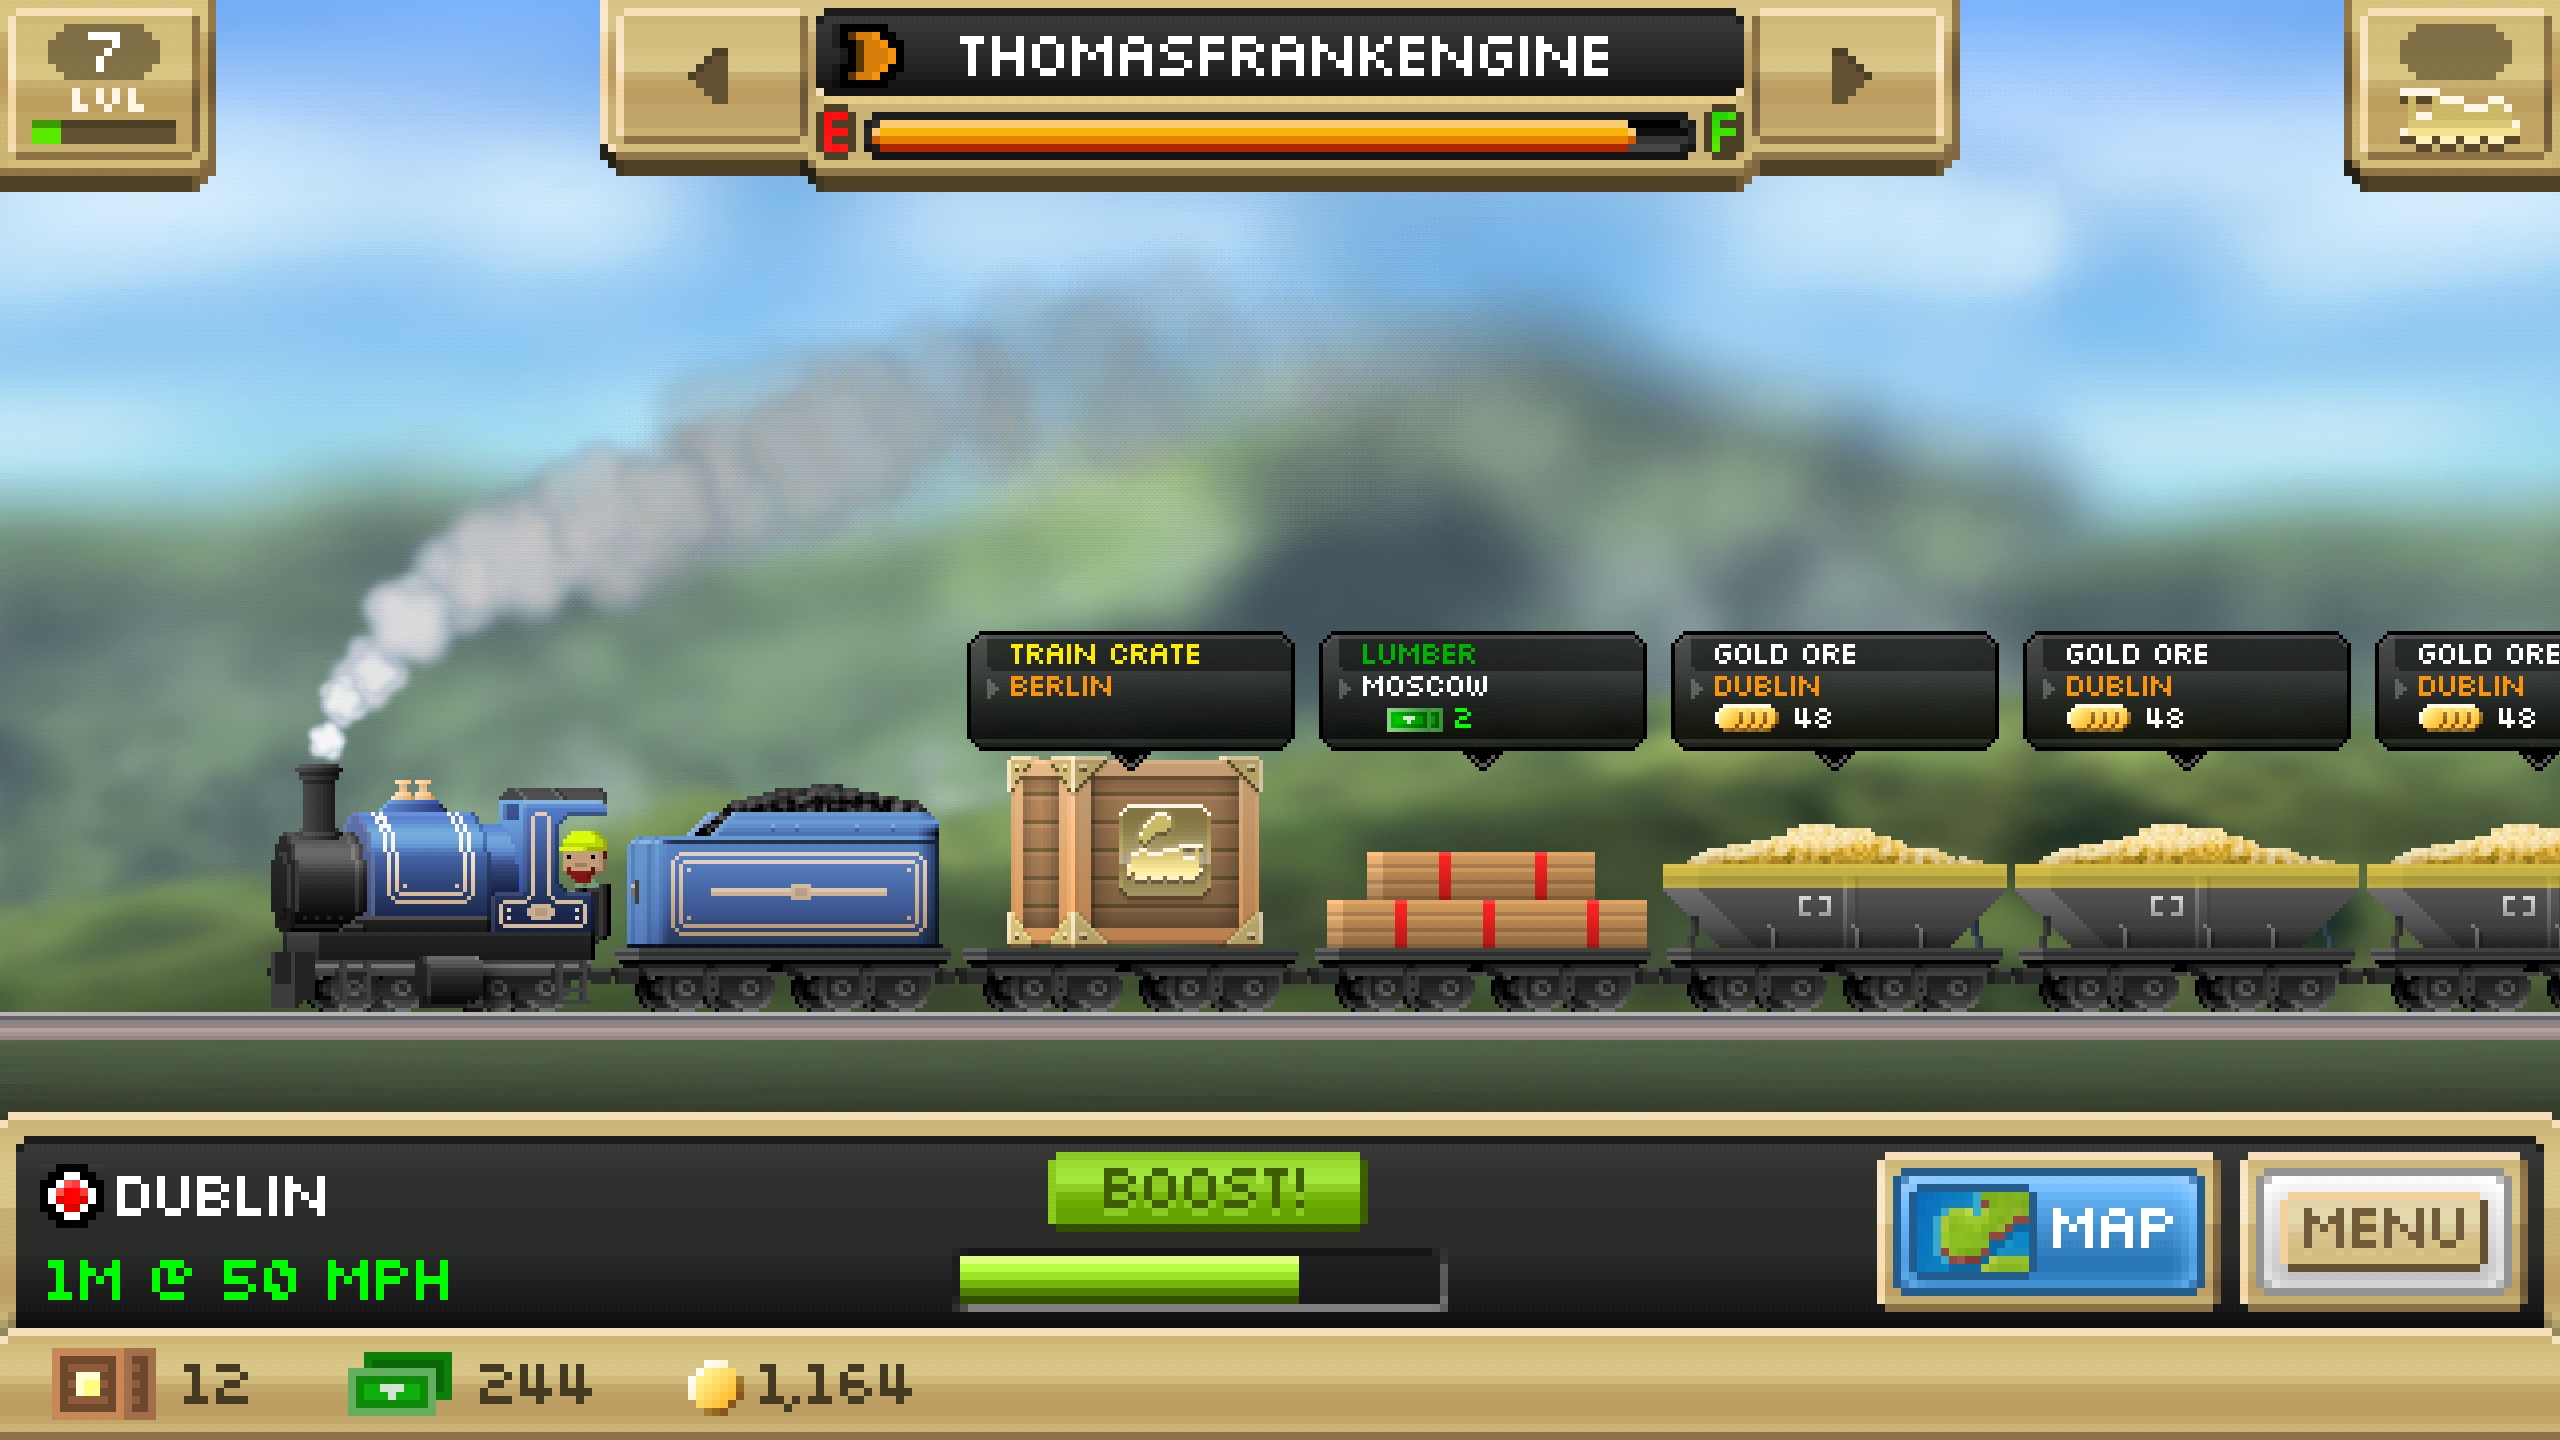 7
LVL
THOMASFRANKENGINE
E F
TRAIN CRATE
BERLIN
LUMBER
MOSCOW
2
GOLD ORE
DUBLIN
48
GOLD ORE
DUBLIN
48
GOLD ORE
DUBLIN
48
DUBLIN
1M @ 50 MPH
BOOST!
MAP
MENU
12 244 1,164